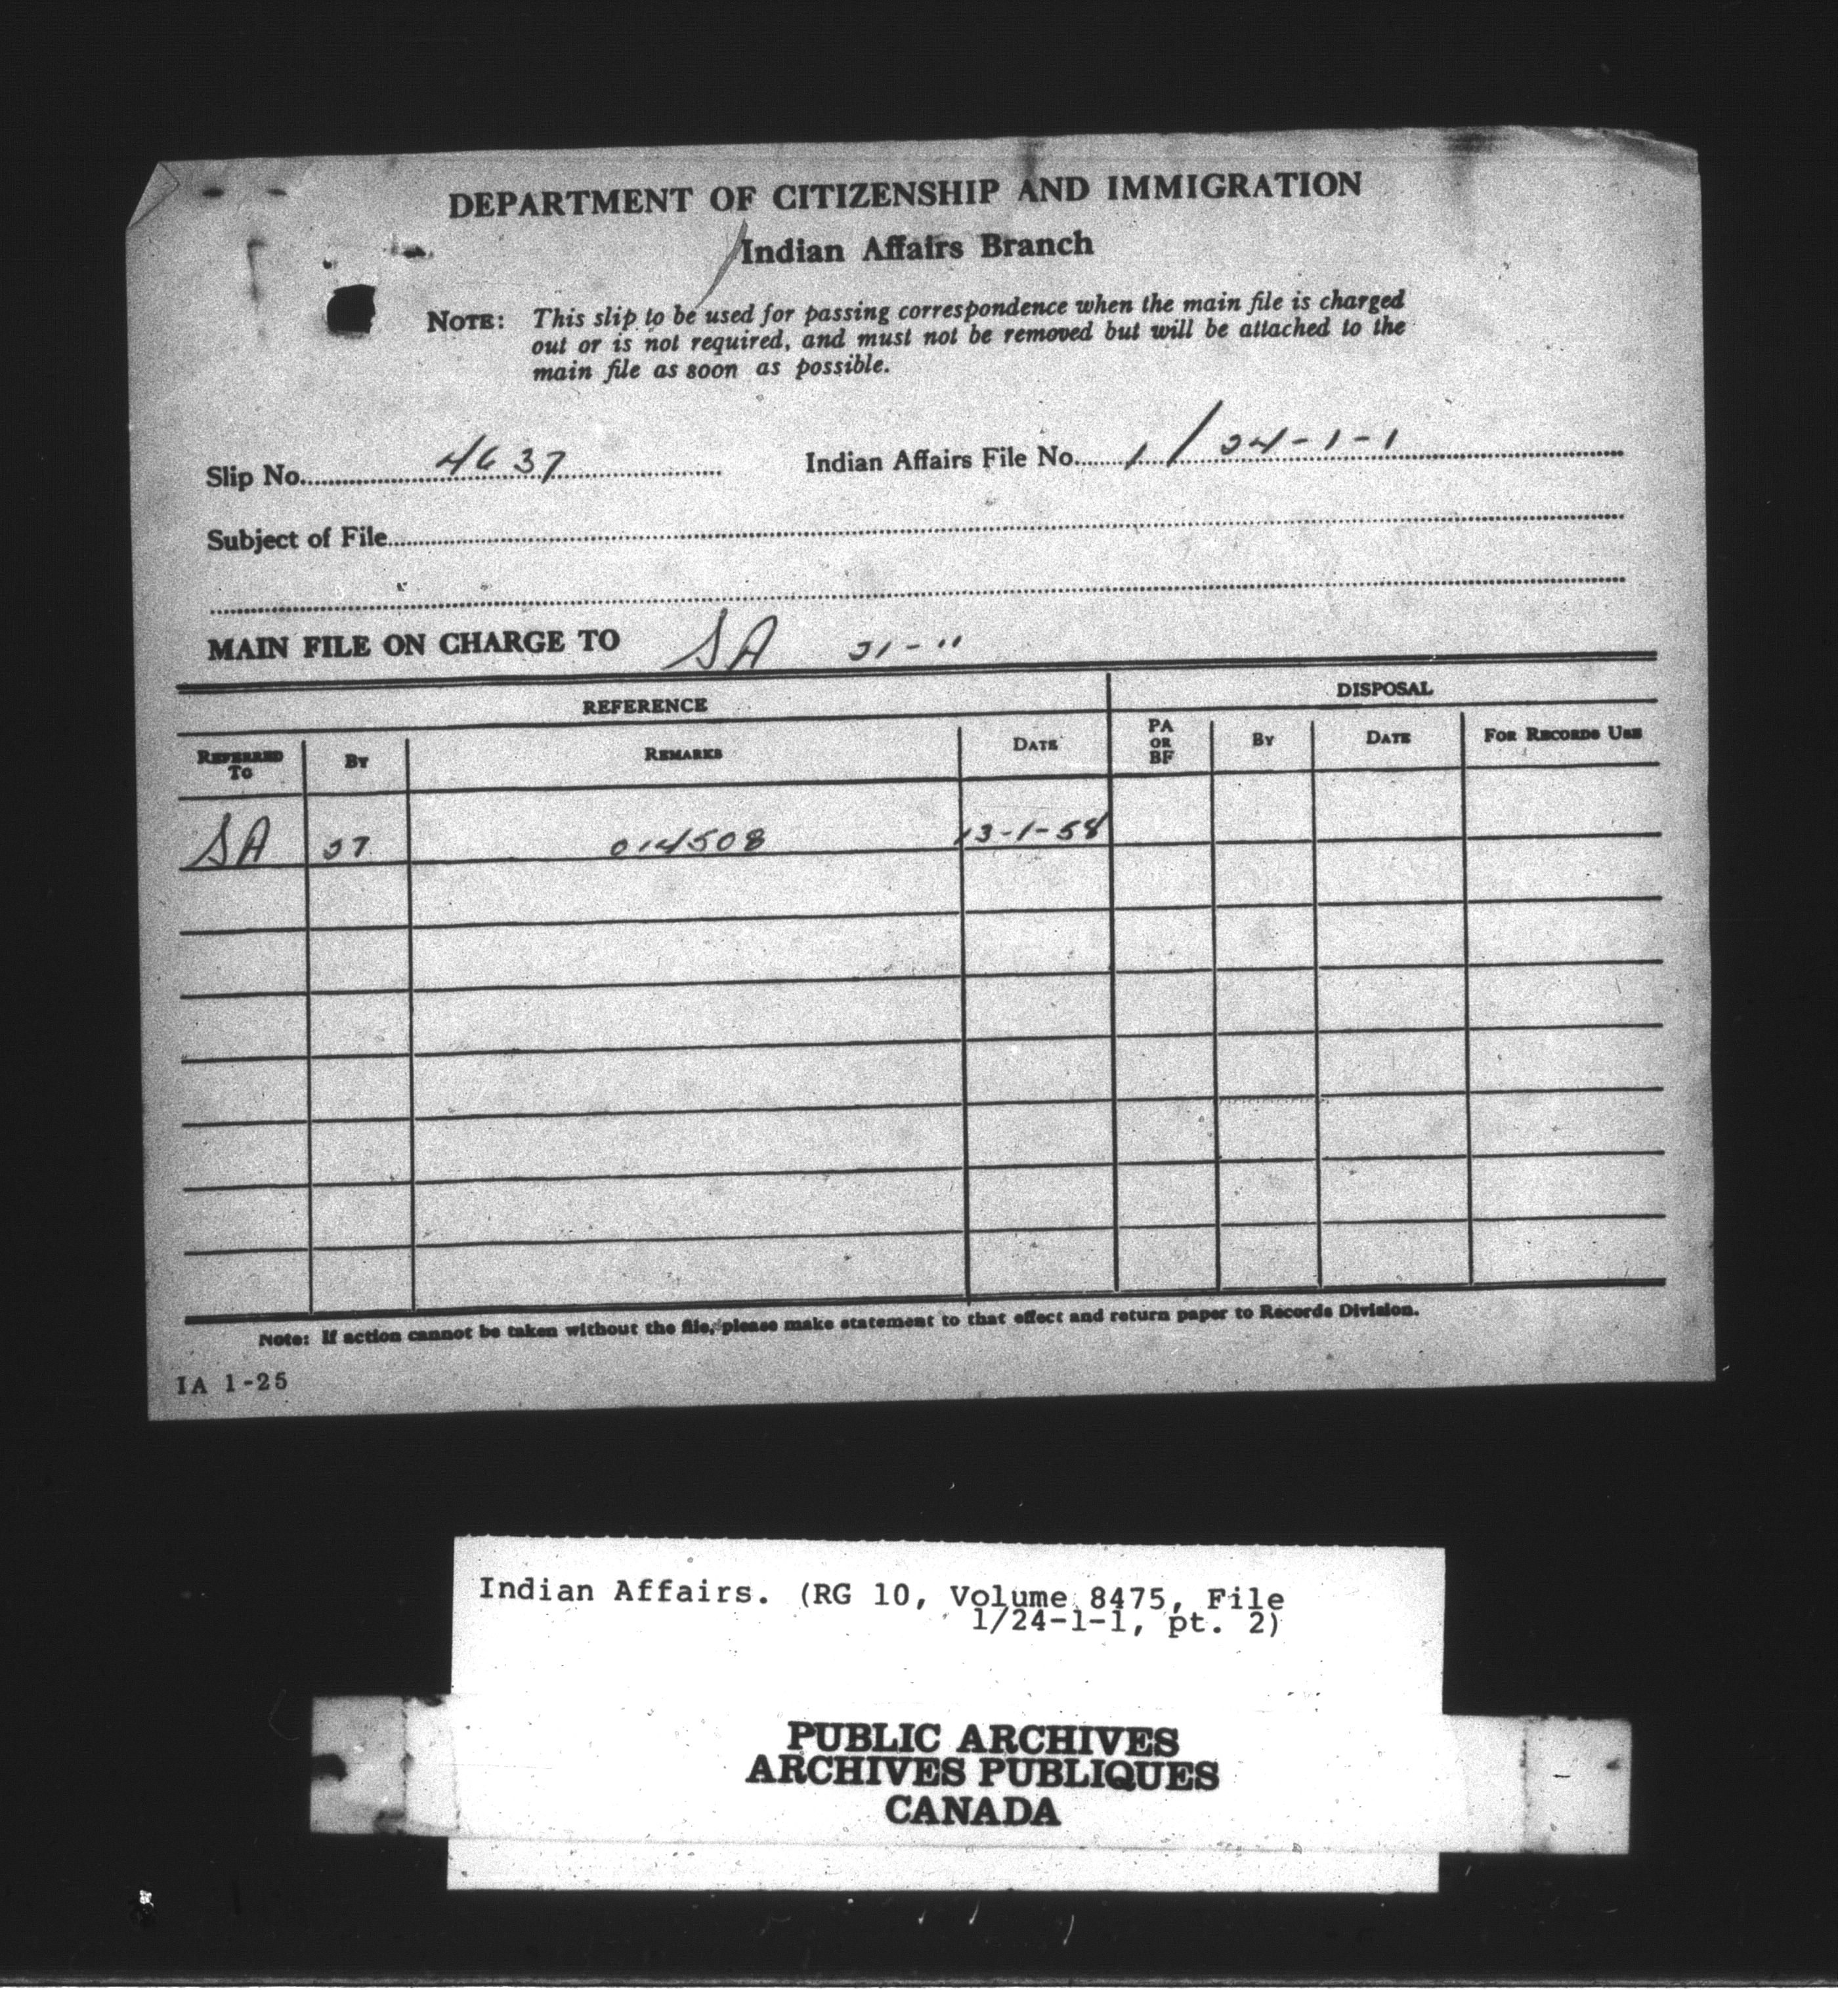 DEPARTMENT OF CITIZENSHIP AND IMMIGRATION
Indian Affairs Branch
NOTE: This slip to be used for passing correspondence when the main file is charged
out or is not required, and must not be removed but will be attached to the
main file as soon as possible.
Slip No. 4637 Indian Affairs File No. 1/24-1-1
Subject of File
MAIN FILE ON CHARGE TO SA
REFERENCE DISPOSAL
REFERRED TO BY REMARKS DATE PA OR BF BY DATE FOR RECORDS USE
SA 27 014508 13-1-58
Note: If action cannot be taken without the file, please make statement to that effect and return paper to Records Division.
IA 1-25
Indian Affairs. (RG 10, Volume 8475, File
1/24-1-1, pt. 2)
PUBLIC ARCHIVES
ARCHIVES PUBLIQUES
CANADA